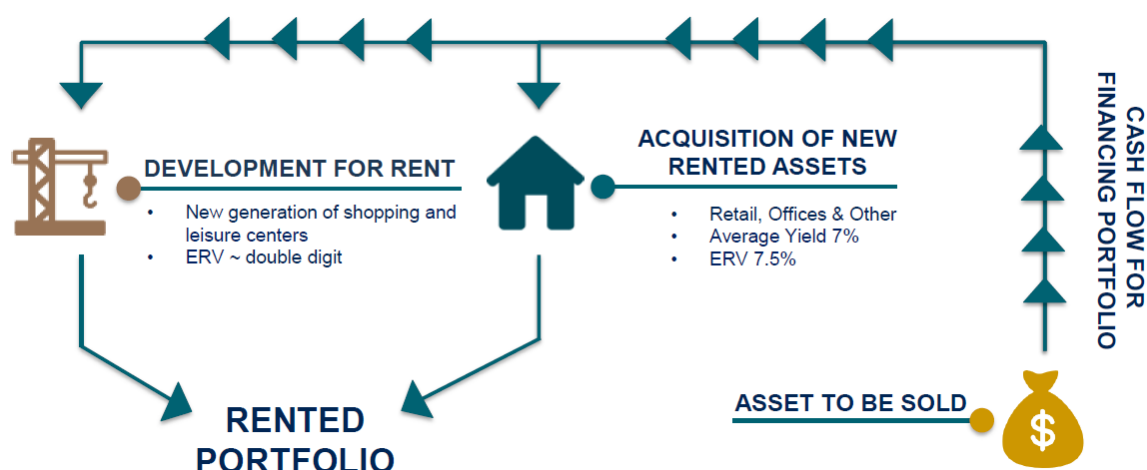 DEVELOPMENT FOR RENT
• New generation of shopping and
leisure centers
• ERV ~ double digit
ACQUISITION OF NEW
RENTED ASSETS
• Retail, Offices & Other
• Average Yield 7%
• ERV 7.5%
CASH FLOW FOR
FINANCING PORTFOLIO
ASSET TO BE SOLD
$
RENTED
PORTFOLIO